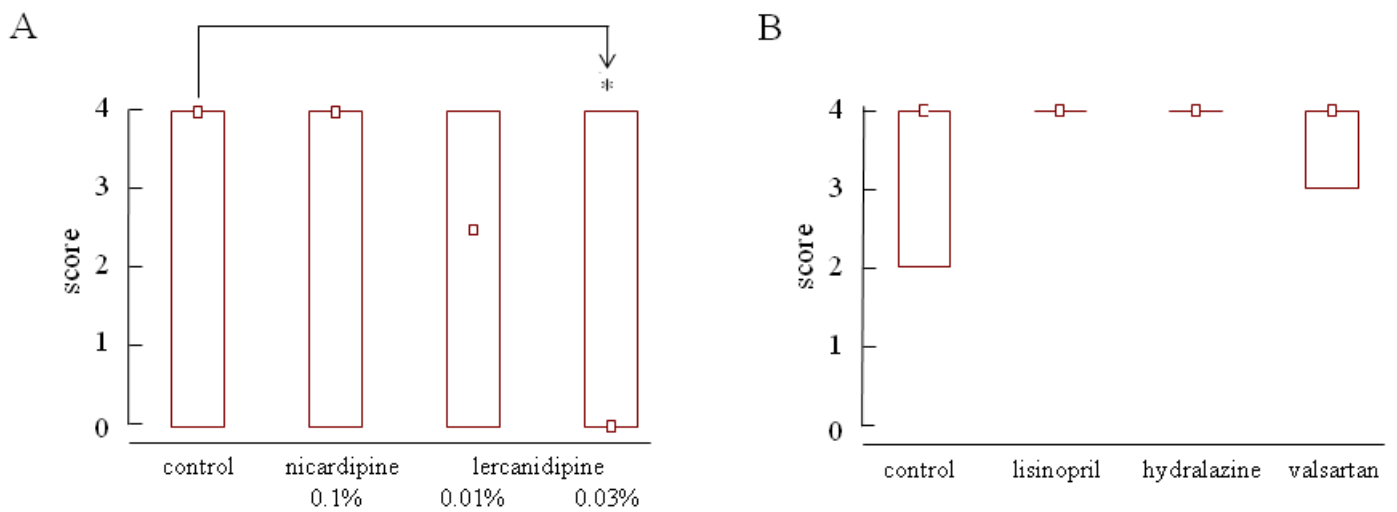 A
*
4
3
2
1
0
score
control nicardipine lercanidipine
0.1% 0.01% 0.03%
B
4
3
2
1
0
score
control lisinopril hydralazine valsartan